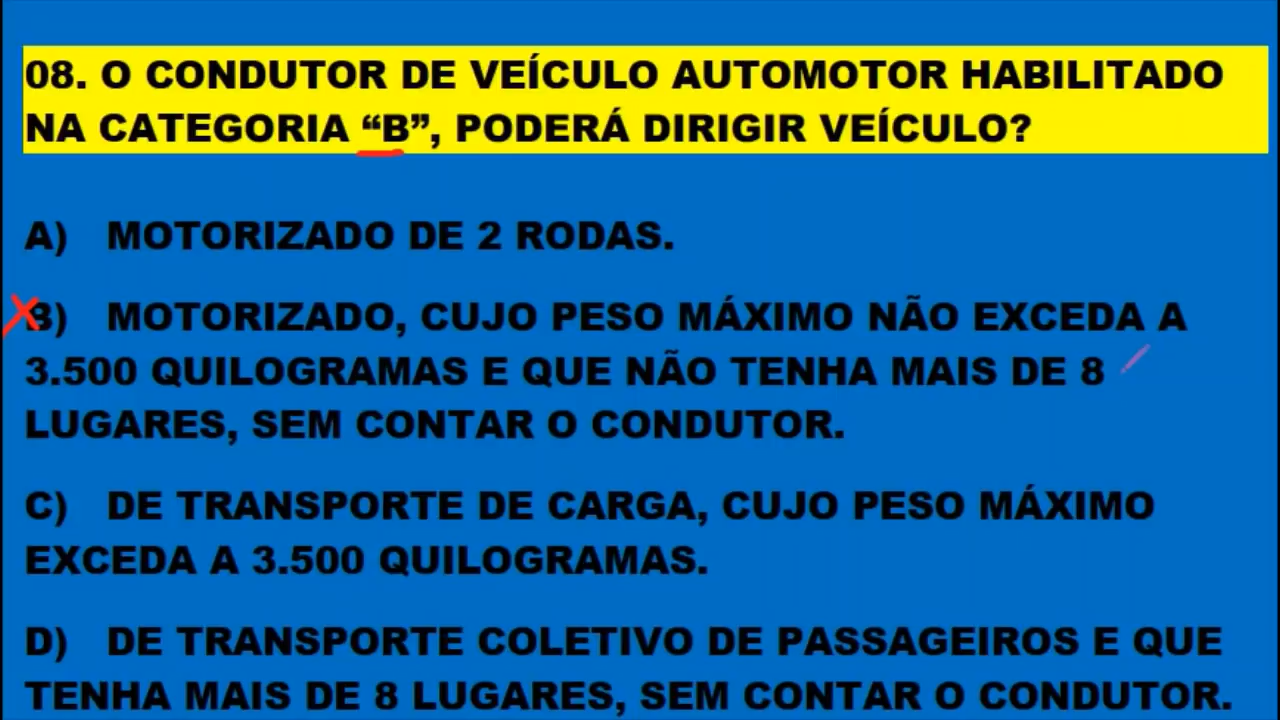 08. O CONDUTOR DE VEÍCULO AUTOMOTOR HABILITADO
NA CATEGORIA “B”, PODERÁ DIRIGIR VEÍCULO?
A) MOTORIZADO DE 2 RODAS.
B) MOTORIZADO, CUJO PESO MÁXIMO NÃO EXCEDA A
3.500 QUILOGRAMAS E QUE NÃO TENHA MAIS DE 8
LUGARES, SEM CONTAR O CONDUTOR.
C) DE TRANSPORTE DE CARGA, CUJO PESO MÁXIMO
EXCEDA A 3.500 QUILOGRAMAS.
D) DE TRANSPORTE COLETIVO DE PASSAGEIROS E QUE
TENHA MAIS DE 8 LUGARES, SEM CONTAR O CONDUTOR.